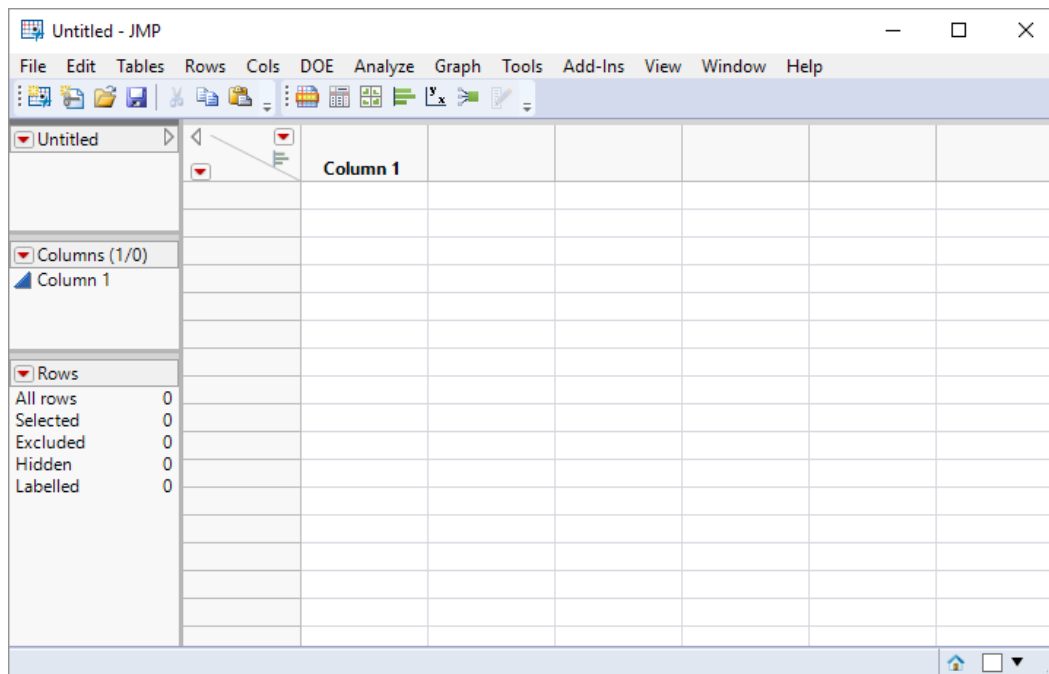 Untitled - JMP
File Edit Tables Rows Cols DOE Analyze Graph Tools Add-Ins View Window Help
Untitled
Column 1
Columns (1/0)
Column 1
Rows
All rows 0
Selected 0
Excluded 0
Hidden 0
Labelled 0